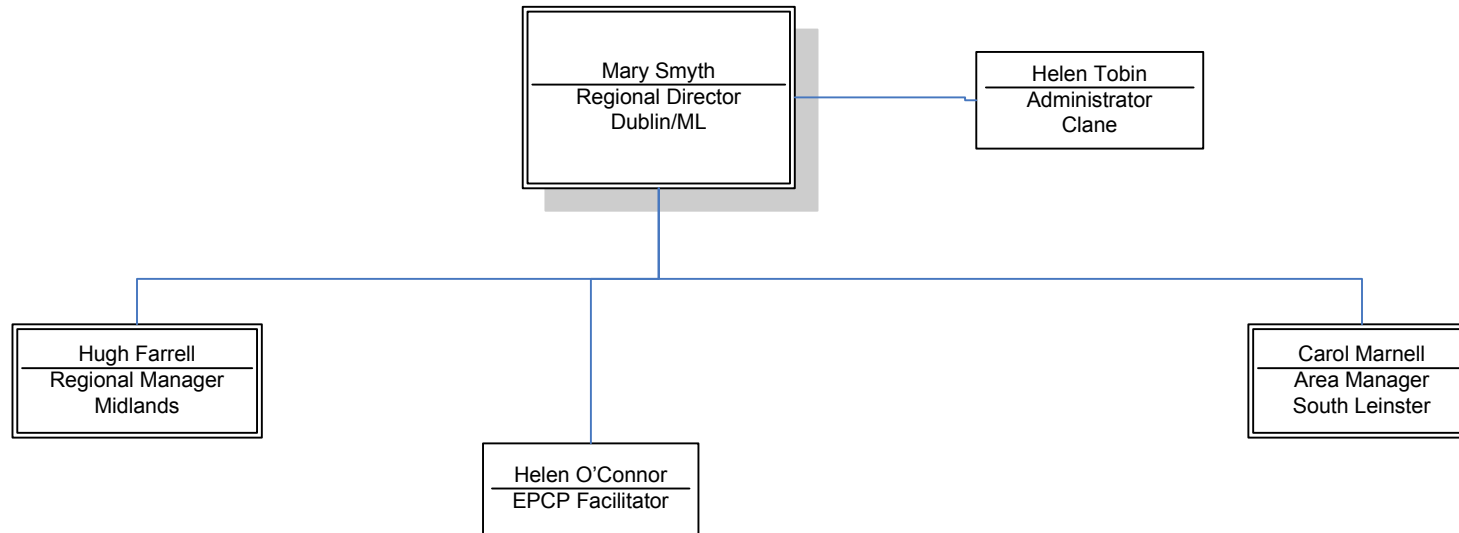 Mary Smyth
Regional Director
Dublin/ML
Helen Tobin
Administrator
Clane
Hugh Farrell
Regional Manager
Midlands
Carol Marnell
Area Manager
South Leinster
Helen O’Connor
EPCP Facilitator